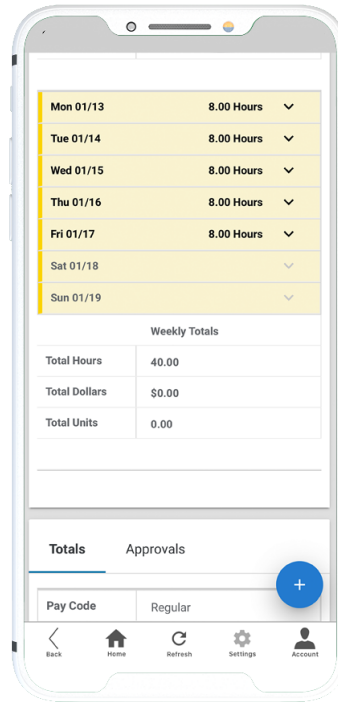 Mon 01/13 8.00 Hours
Tue 01/14 8.00 Hours
Wed 01/15 8.00 Hours
Thu 01/16 8.00 Hours
Fri 01/17 8.00 Hours
Sat 01/18
Sun 01/19
Weekly Totals
Total Hours 40.00
Total Dollars $0.00
Total Units 0.00
Totals Approvals
+
Pay Code Regular
Back Home Refresh Settings Account